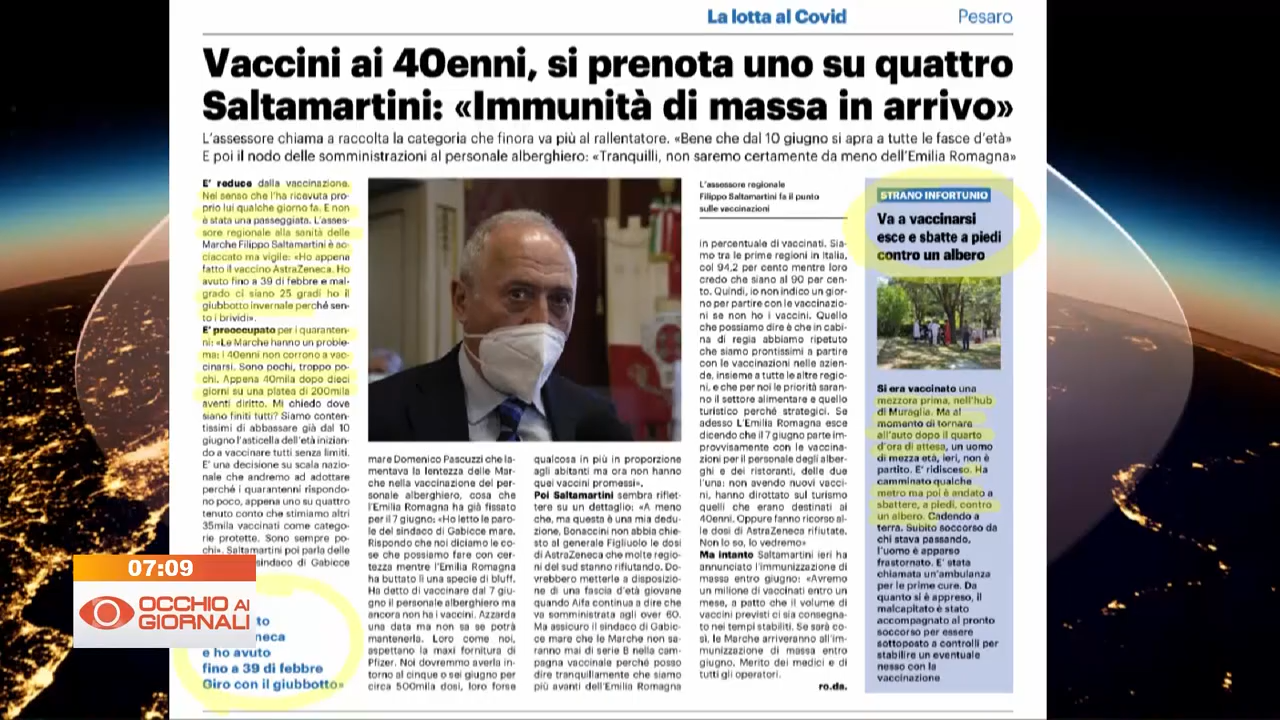 La lotta al Covid
Pesaro
Vaccini ai 40enni, si prenota uno su quattro
Saltamartini: «Immunità di massa in arrivo»
L'assessore chiama a raccolta la categoria che finora va più al rallentatore. «Bene che dal 10 giugno si apra a tutte le fasce d'età»
E poi il nodo delle somministrazioni al personale alberghiero: «Tranquilli, non saremo certamente da meno dell'Emilia Romagna»
E' reduce dalla vaccinazione.
Nel senso che l'ha ricevuta pro-
prio lui qualche giorno fa. E non
è stata una passeggiata. L'asses-
sore regionale alla sanità delle
Marche Filippo Saltamartini è ac-
ciaccato ma vigile: «Ho appena
fatto il vaccino AstraZeneca. Ho
avuto fino a 39 di febbre e mal-
grado ci siano 25 gradi ho il
giubbotto invernale perché sen-
to i brividi».
E' preoccupato per i quaranten-
ni: «Le Marche hanno un proble-
ma: i 40enni non corrono a vac-
cinarsi. Sono pochi, troppo po-
chi. Appena 40mila dopo dieci
giorni su una platea di 200mila
aventi diritto. Mi chiedo dove
siano finiti tutti? Siamo conten-
tissimi di abbassare già dal 10
giugno l'asticella dell'età inizian-
do a vaccinare tutti senza limiti.
E' una decisione su scala nazio-
nale che andremo ad adottare
perché i quarantenni rispondo-
no poco, appena uno su quattro
tenuto conto che stimiamo altri
35mila vaccinati come catego-
rie protette. Sono sempre po-
chi». Saltamartini poi parla delle
sindaco di Gabicce
07:09
OCCHIO AI
GIORNALI
to
neca
e ho avuto
fino a 39 di febbre
Giro con il giubbotto»
mare Domenico Pascuzzi che la-
mentava la lentezza delle Mar-
che nella vaccinazione del per-
sonale alberghiero, cosa che
l'Emilia Romagna ha già fissato
per il 7 giugno: «Ho letto le paro-
le del sindaco di Gabicce mare.
Rispondo che noi diciamo le co-
se che possiamo fare con cer-
tezza mentre l'Emilia Romagna
ha buttato lì una specie di bluff.
Ha detto di vaccinare dal 7 giu-
gno il personale alberghiero ma
ancora non ha i vaccini. Azzarda
una data ma non sa se potrà
mantenerla. Loro come noi,
aspettano la maxi fornitura di
Pfizer. Noi dovremmo averla in-
torno al cinque o sei giugno per
circa 500mila dosi, loro forse
qualcosa in più in proporzione
agli abitanti ma ora non hanno
quei vaccini promessi».
Poi Saltamartini sembra riflet-
tere su un dettaglio: «A meno
che, ma questa è una mia dedu-
zione, Bonaccini non abbia chie-
sto al generale Figliuolo le dosi
di AstraZeneca che molte regio-
ni del sud stanno rifiutando. Do-
vrebbero metterle a disposizio-
ne di una fascia d'età giovane
quando Aifa continua a dire che
va somministrata agli over 60.
Ma assicuro il sindaco di Gabic-
ce mare che le Marche non sa-
ranno mai di serie B nella cam-
pagna vaccinale perché posso
dire tranquillamente che siamo
più avanti dell'Emilia Romagna
L'assessore regionale
Filippo Saltamartini fa il punto
sulle vaccinazioni
in percentuale di vaccinati. Sia-
mo tra le prime regioni in Italia,
col 94,2 per cento mentre loro
credo che siano al 90 per cen-
to. Quindi, io non indico un gior-
no per partire con le vaccinazio-
ni se non ho i vaccini. Quello
che possiamo dire è che in cabi-
na di regia abbiamo ripetuto
che siamo prontissimi a partire
con le vaccinazioni nelle azien-
de, insieme a tutte le altre regio-
ni, e che per noi le priorità saran-
no il settore alimentare e quello
turistico perché strategici. Se
adesso L'Emilia Romagna esce
dicendo che il 7 giugno parte im-
provvisamente con le vaccina-
zioni per il personale degli alber-
ghi e dei ristoranti, delle due
l'una: non avendo nuovi vacci-
ni, hanno dirottato sul turismo
quelli che erano destinati ai
40enni. Oppure fanno ricorso al-
le dosi di AstraZeneca rifiutate.
Non lo so, lo vedremo»
Ma intanto Saltamartini ieri ha
annunciato l'immunizzazione di
massa entro giugno: «Avremo
un milione di vaccinati entro un
mese, a patto che il volume di
vaccini previsti ci sia consegna-
to nei tempi stabiliti. Se sarà co-
sì, le Marche arriveranno all'im-
munizzazione di massa entro
giugno. Merito dei medici e di
tutti gli operatori.
ro.da.
STRANO INFORTUNIO
Va a vaccinarsi
esce e sbatte a piedi
contro un albero
Si era vaccinato una
mezzora prima, nell'hub
di Muraglia. Ma al
momento di tornare
all'auto dopo il quarto
d'ora di attesa, un uomo
di mezza età, ieri, non è
partito. E' ridisceso. Ha
camminato qualche
metro ma poi è andato a
sbattere, a piedi, contro
un albero. Cadendo a
terra. Subito soccorso da
chi stava passando,
l'uomo è apparso
frastornato. E' stata
chiamata un'ambulanza
per le prime cure. Da
quanto si è appreso, il
malcapitato è stato
accompagnato al pronto
soccorso per essere
sottoposto a controlli per
stabilire un eventuale
nesso con la
vaccinazione